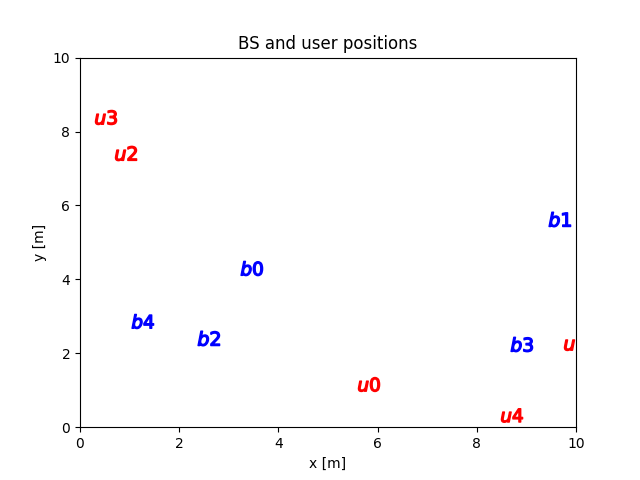 BS and user positions
10
8
6
4
2
0
y [m]
u3
u2
b1
b0
b4
b2
b3
u
u0
u4
0 2 4 6 8 10
x [m]